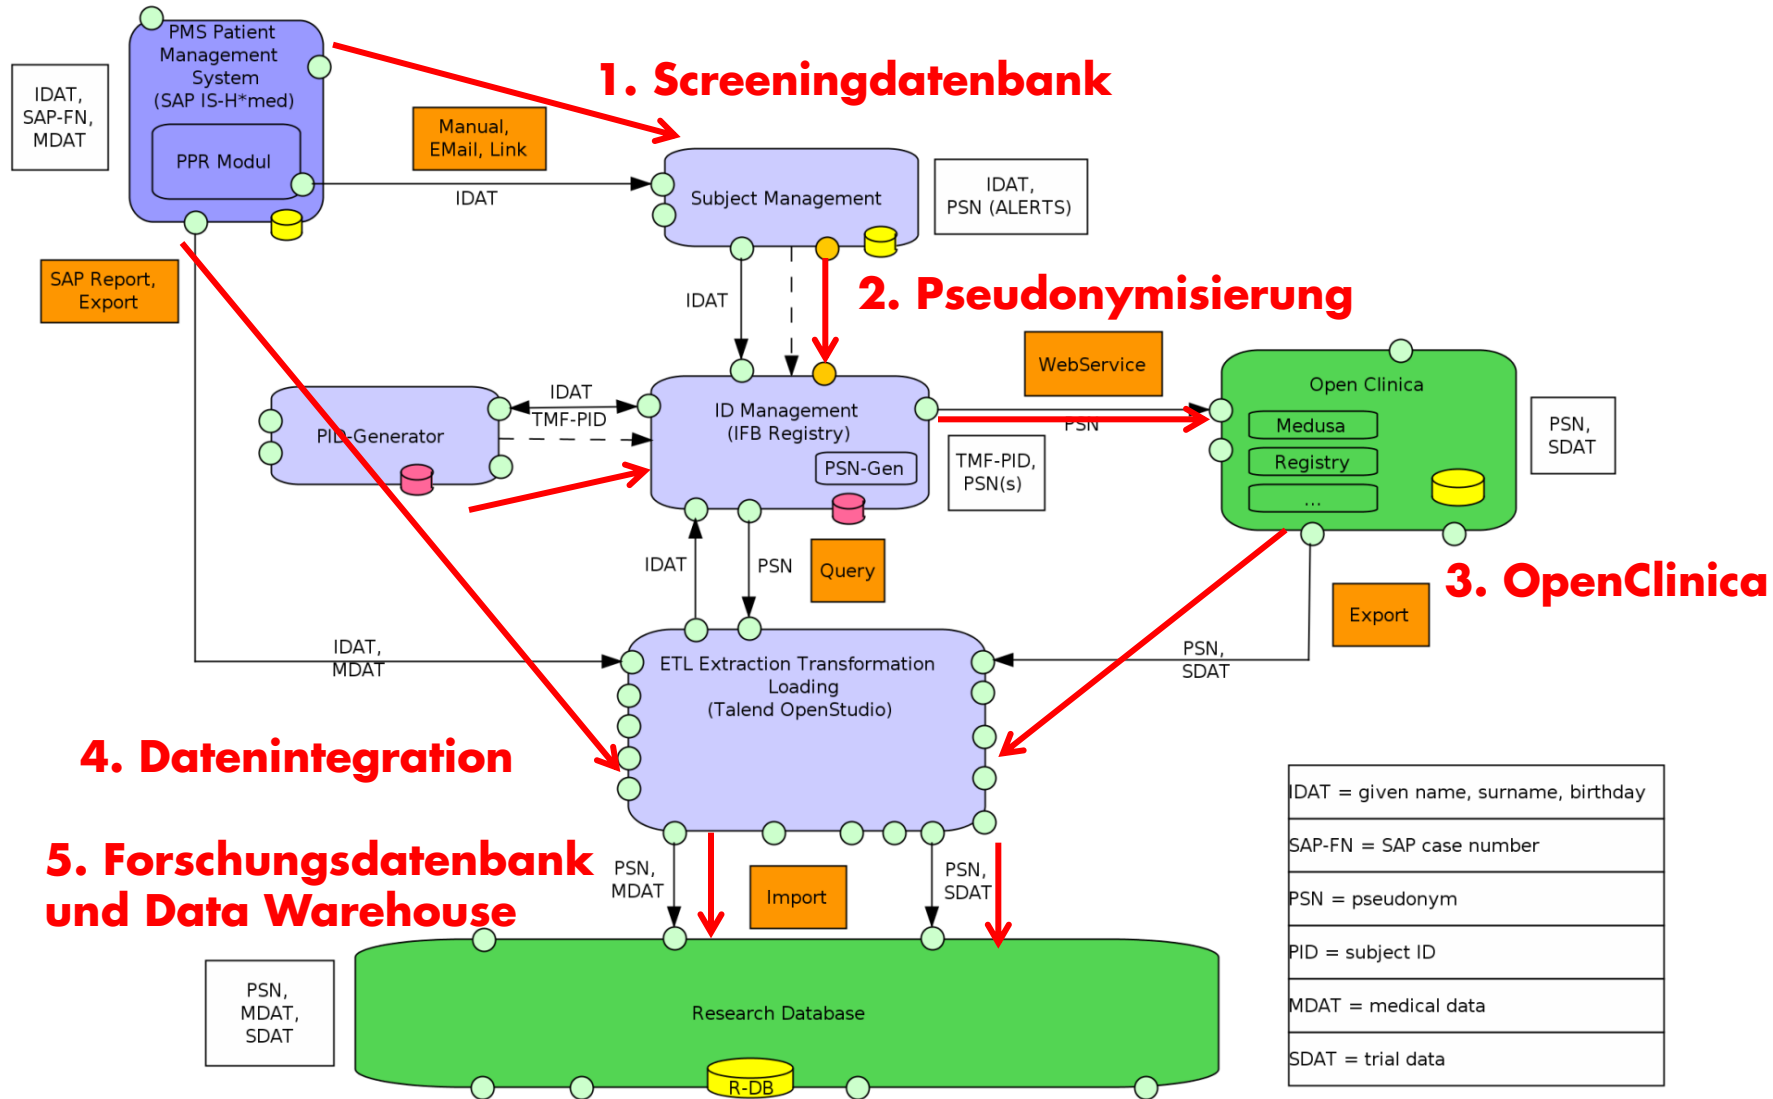 PMS Patient
Management
System
(SAP IS-H*med)
PPR Modul
IDAT,
SAP-FN,
MDAT
1. Screeningdatenbank
Manual,
EMail, Link
IDAT
Subject Management
IDAT,
PSN (ALERTS)
SAP Report,
Export
IDAT
2. Pseudonymisierung
WebService
PSN
Open Clinica
Medusa
Registry
...
PSN,
SDAT
PID-Generator
IDAT
TMF-PID
ID Management
(IFB Registry)
PSN-Gen
TMF-PID,
PSN(s)
IDAT
PSN
Query
3. OpenClinica
Export
IDAT,
MDAT
PSN,
SDAT
ETL Extraction Transformation
Loading
(Talend OpenStudio)
4. Datenintegration
5. Forschungsdatenbank
und Data Warehouse
PSN,
MDAT
Import
PSN,
SDAT
PSN,
MDAT,
SDAT
Research Database
R-DB
IDAT = given name, surname, birthday
SAP-FN = SAP case number
PSN = pseudonym
PID = subject ID
MDAT = medical data
SDAT = trial data